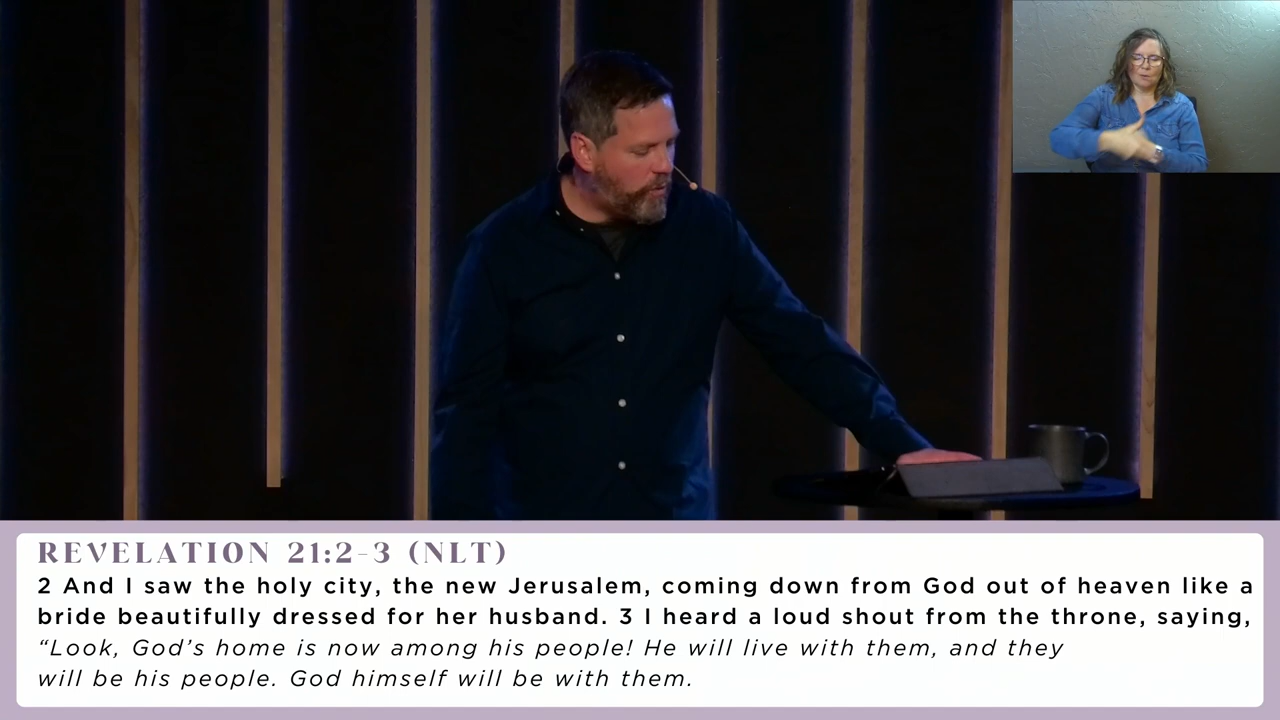 REVELATION 21:2-3 (NLT)
2 And I saw the holy city, the new Jerusalem, coming down from God out of heaven like a
bride beautifully dressed for her husband. 3 I heard a loud shout from the throne, saying,
“Look, God’s home is now among his people! He will live with them, and they
will be his people. God himself will be with them.